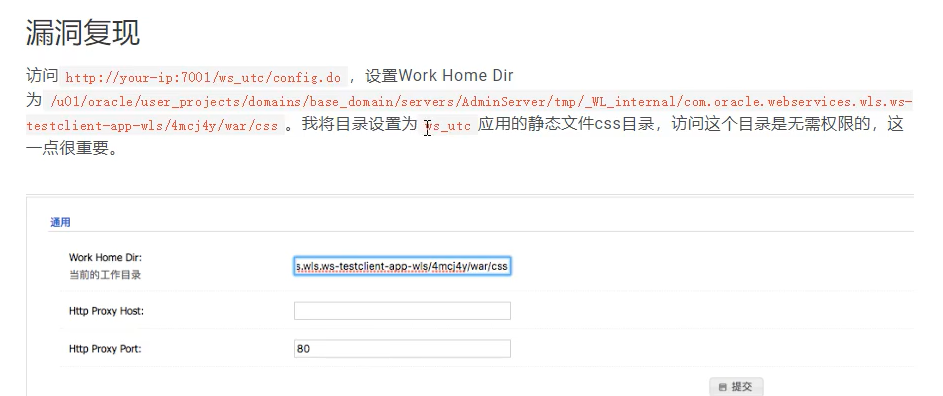 漏洞复现
访问 http://your-ip:7001/ws_utc/config.do ，设置Work Home Dir
为 /u01/oracle/user_projects/domains/base_domain/servers/AdminServer/tmp/_WL_internal/com.oracle.webservices.wls.ws-
testclient-app-wls/4mcj4y/war/css 。我将目录设置为 ws_utc 应用的静态文件css目录，访问这个目录是无需权限的，这
一点很重要。
通用
Work Home Dir:
s.wls.ws-testclient-app-wls/4mcj4y/war/css
当前的工作目录
Http Proxy Host:
Http Proxy Port:
80
提交